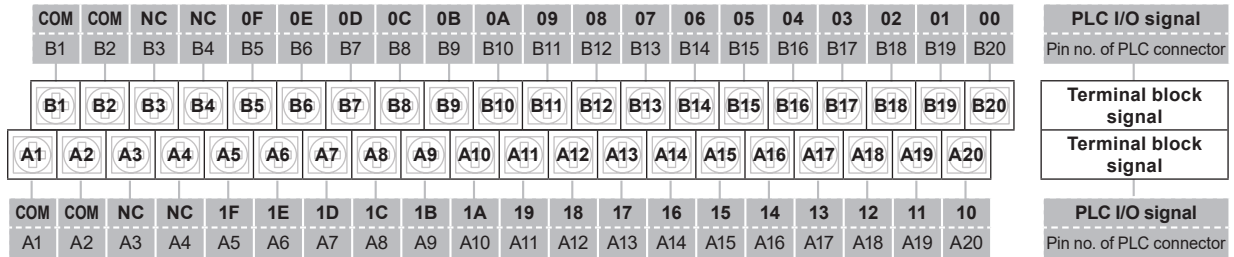 COM COM NC NC 0F 0E 0D 0C 0B 0A 09 08 07 06 05 04 03 02 01 00 PLC I/O signal
B1 B2 B3 B4 B5 B6 B7 B8 B9 B10 B11 B12 B13 B14 B15 B16 B17 B18 B19 B20 Pin no. of PLC connector
B1 B2 B3 B4 B5 B6 B7 B8 B9 B10 B11 B12 B13 B14 B15 B16 B17 B18 B19 B20 Terminal block
signal
A1 A2 A3 A4 A5 A6 A7 A8 A9 A10 A11 A12 A13 A14 A15 A16 A17 A18 A19 A20 Terminal block
signal
COM COM NC NC 1F 1E 1D 1C 1B 1A 19 18 17 16 15 14 13 12 11 10 PLC I/O signal
A1 A2 A3 A4 A5 A6 A7 A8 A9 A10 A11 A12 A13 A14 A15 A16 A17 A18 A19 A20 Pin no. of PLC connector